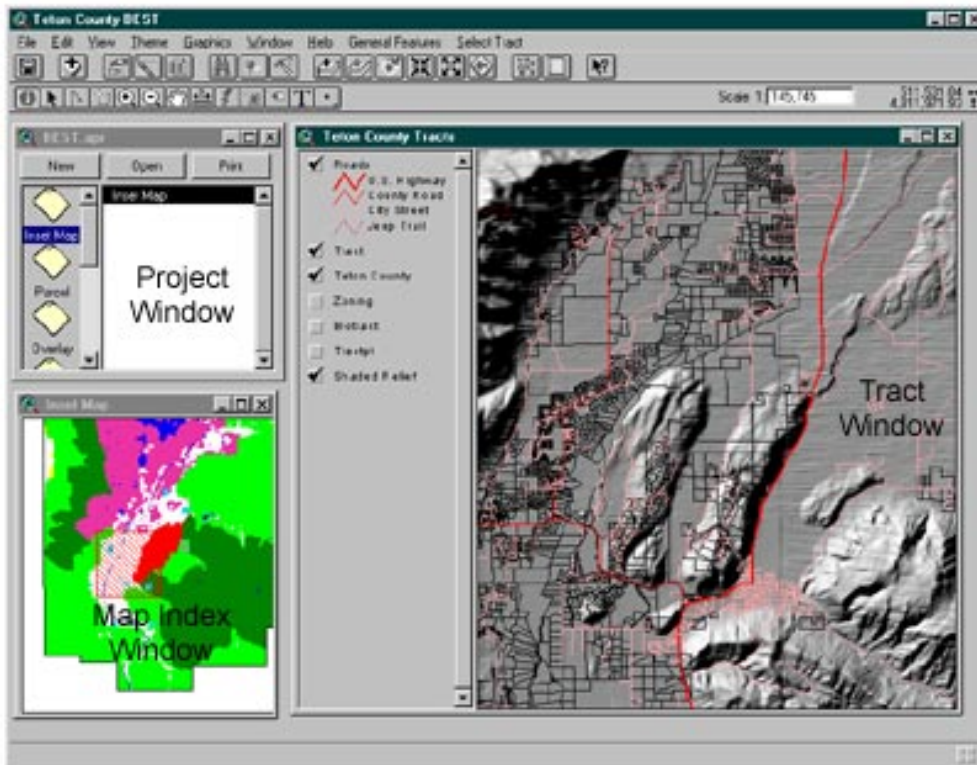 Teton County BEST
File Edit View Theme Graphics Window Help General Features Select Tract
Scale 1: 145,745
BEST.apr
New Open Print
Inset Map
Inset Map
Parcel
Overlay
Project
Window
Inset Map
Map Index
Window
Teton County Tracts
Roads
U.S. Highway
County Road
City Street
Jeep Trail
Tract
Teton County
Zoning
Shaded Relief
Tract
Window